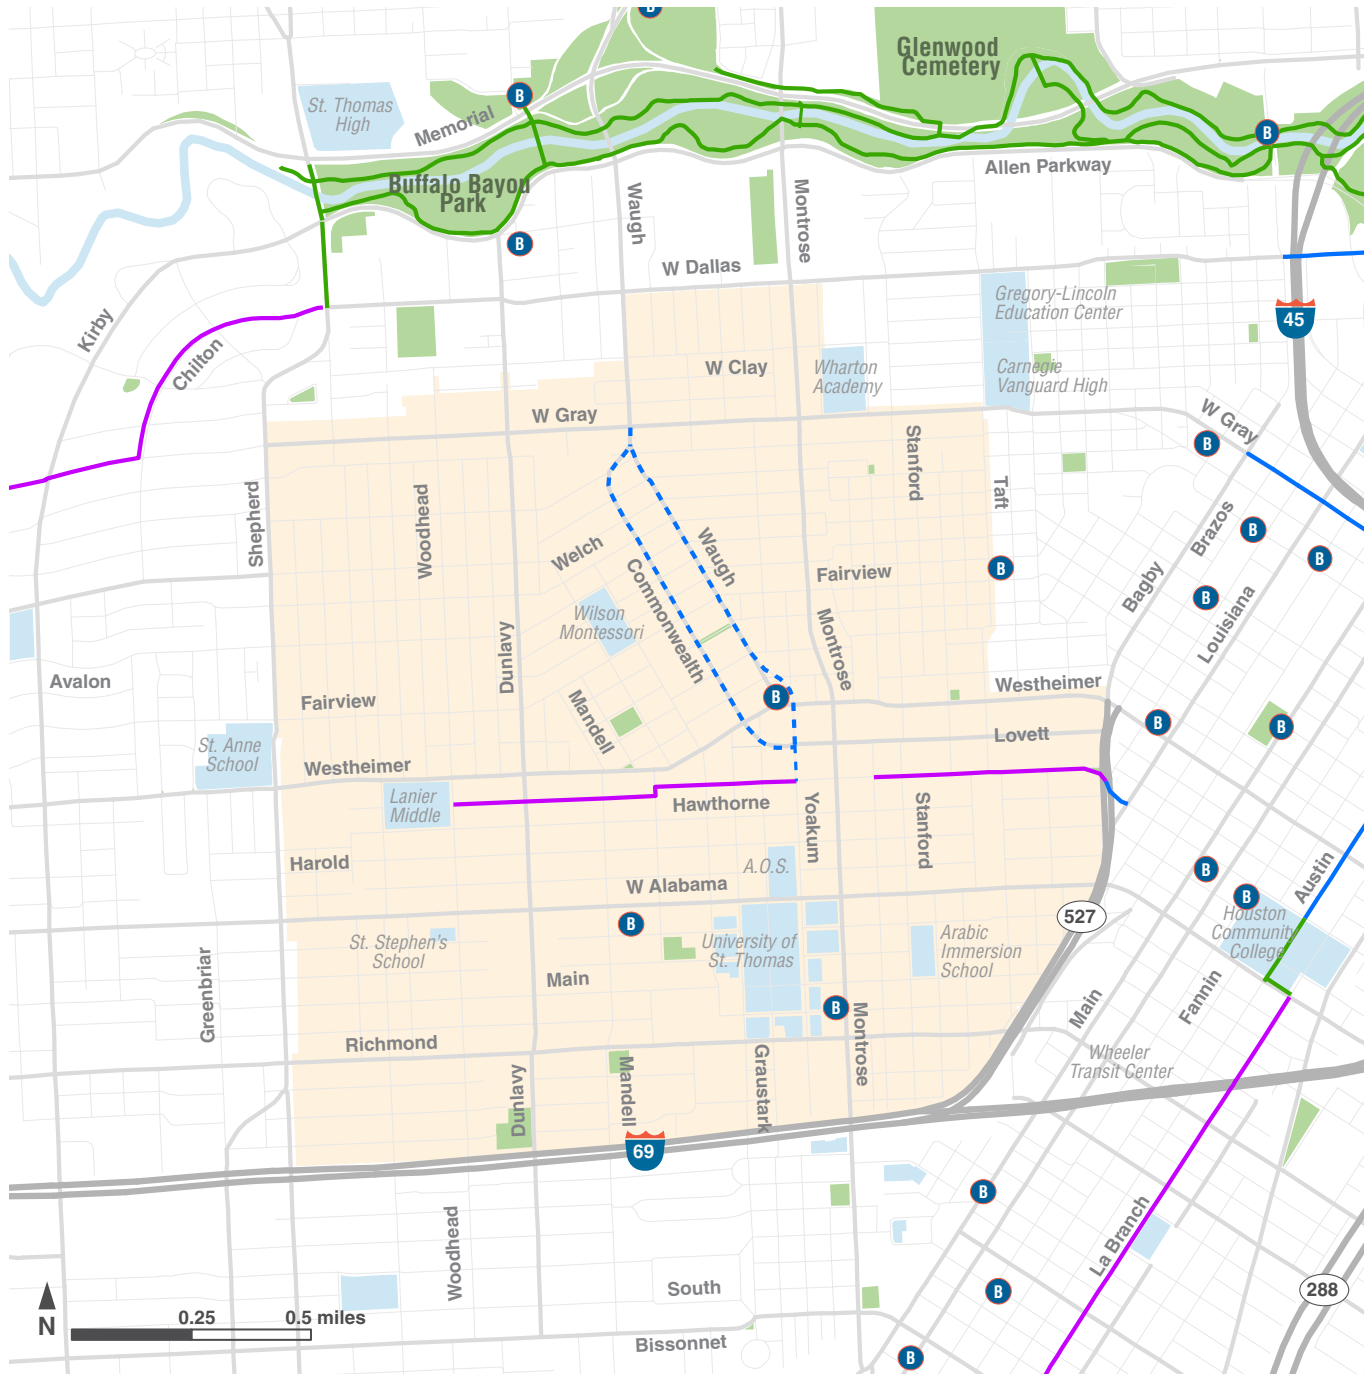 B
Glenwood
Cemetery
B
St. Thomas
High
Memorial
B
Allen Parkway
Buffalo Bayou
Park
Waugh
Montrose
B
W Dallas
Gregory-Lincoln
Education Center
45
Kirby
Chilton
W Clay
Wharton
Academy
Carnegie
Vanguard High
W Gray
W Gray
B
Stanford
Taft
Shepherd
Woodhead
Brazos
B
Welch
Waugh
B
Fairview
B
Bagby
Commonwealth
B
Louisiana
Wilson
Montessori
Montrose
Dunlavy
Avalon
Westheimer
B
Fairview
Mandell
B
B
Lovett
St. Anne
School
Westheimer
Lanier
Middle
Hawthorne
Yoakum
Stanford
Harold
A.O.S.
B
Austin
W Alabama
B
527
B
Houston
Community
College
St. Stephen's
School
University of
St. Thomas
Arabic
Immersion
School
Greenbriar
Main
Fannin
Main
B
Montrose
Richmond
Wheeler
Transit Center
Dunlavy
Mandell
Graustark
69
B
Woodhead
La Branch
South
B
288
N
0.25
0.5 miles
Bissonnet
B